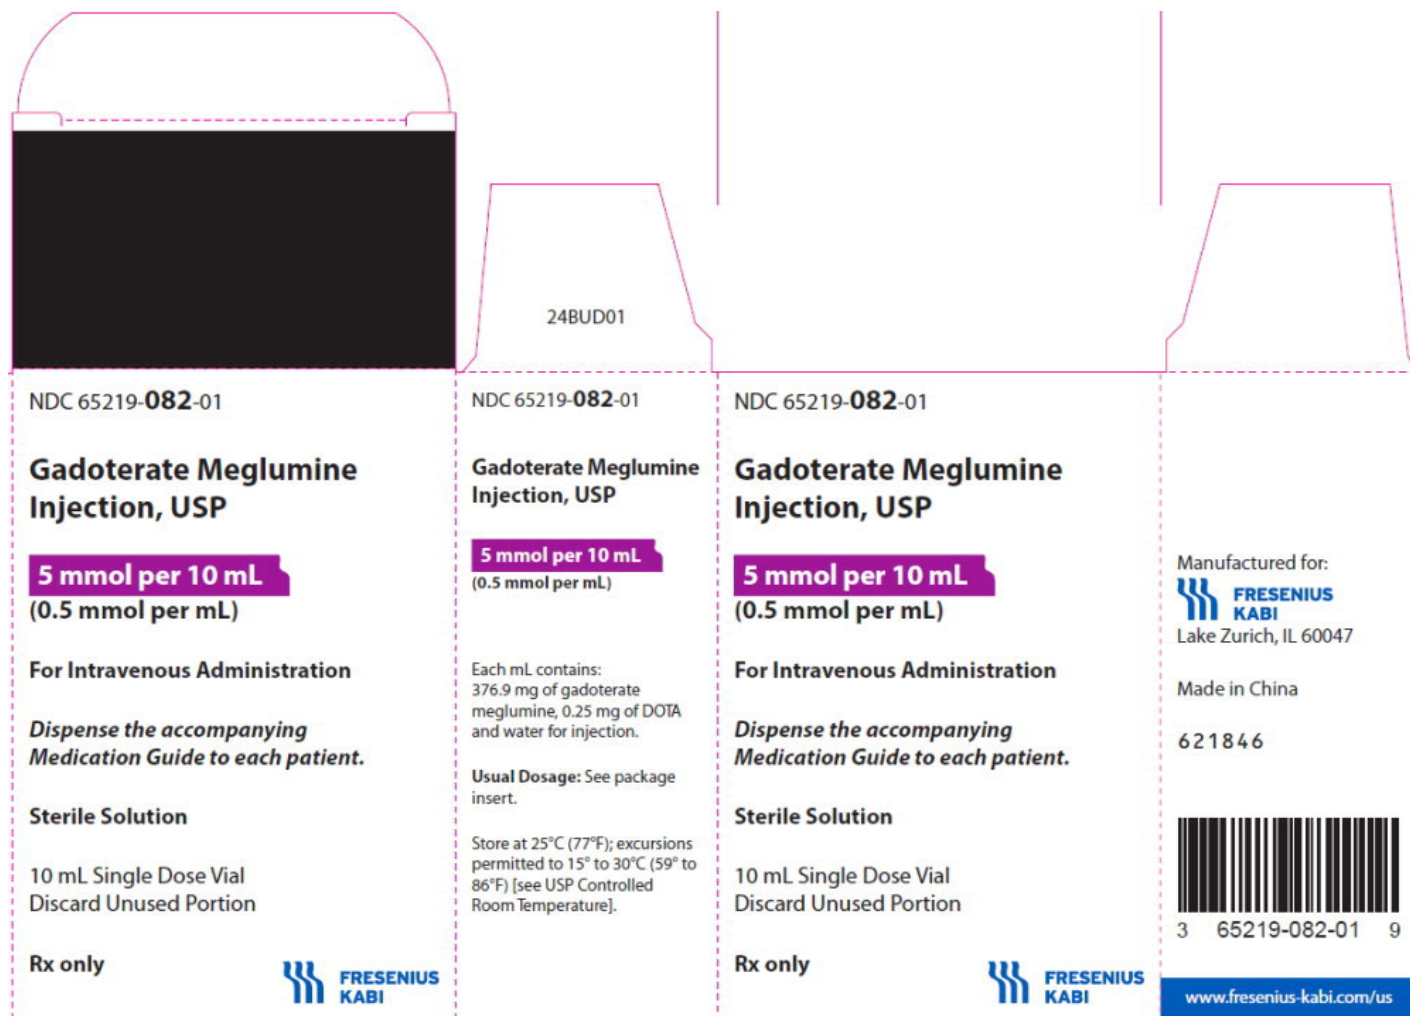 24BUD01
NDC 65219-082-01
Gadoterate Meglumine
Injection, USP
5 mmol per 10 mL
(0.5 mmol per mL)
For Intravenous Administration
Dispense the accompanying
Medication Guide to each patient.
Sterile Solution
10 mL Single Dose Vial
Discard Unused Portion
Rx only
FRESENIUS
KABI
NDC 65219-082-01
Gadoterate Meglumine
Injection, USP
5 mmol per 10 mL
(0.5 mmol per mL)
Each mL contains:
376.9 mg of gadoterate
meglumine, 0.25 mg of DOTA
and water for injection.
Usual Dosage: See package
insert.
Store at 25°C (77°F); excursions
permitted to 15° to 30°C (59° to
86°F) [see USP Controlled
Room Temperature].
NDC 65219-082-01
Gadoterate Meglumine
Injection, USP
5 mmol per 10 mL
(0.5 mmol per mL)
For Intravenous Administration
Dispense the accompanying
Medication Guide to each patient.
Sterile Solution
10 mL Single Dose Vial
Discard Unused Portion
Rx only
FRESENIUS
KABI
Manufactured for:
FRESENIUS
KABI
Lake Zurich, IL 60047
Made in China
621846
3 65219-082-01 9
www.fresenius-kabi.com/us